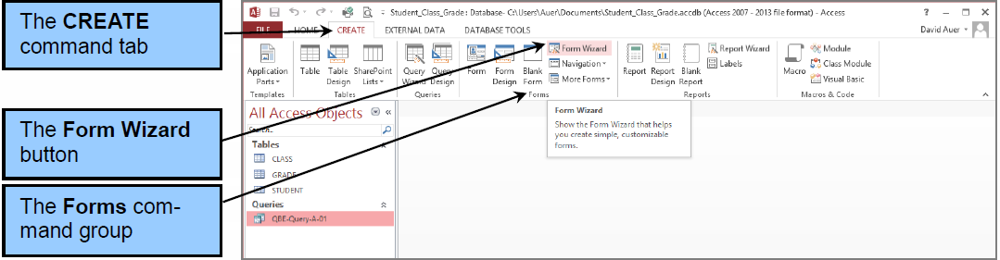 The CREATE
command tab
The Form Wizard
button
The Forms com-
mand group
Student_Class_Grade : Database- C:\Users\Auer\Documents\Student_Class_Grade.accdb (Access 2007 - 2013 file format) - Access
FILE HOME CREATE EXTERNAL DATA DATABASE TOOLS David Auer
Application
Parts
Templates
Table
Table
Design
SharePoint
Lists
Tables
Query
Wizard
Query
Design
Queries
Form
Form
Design
Blank
Form
Form Wizard
Navigation
More Forms
Forms
Report
Report
Design
Blank
Report
Report Wizard
Labels
Reports
Macro
Module
Class Module
Visual Basic
Macros & Code
Form Wizard
Show the Form Wizard that helps
you create simple, customizable
forms.
All Access Objects
Search...
Tables
CLASS
GRADE
STUDENT
Queries
QBE-Query-A-01